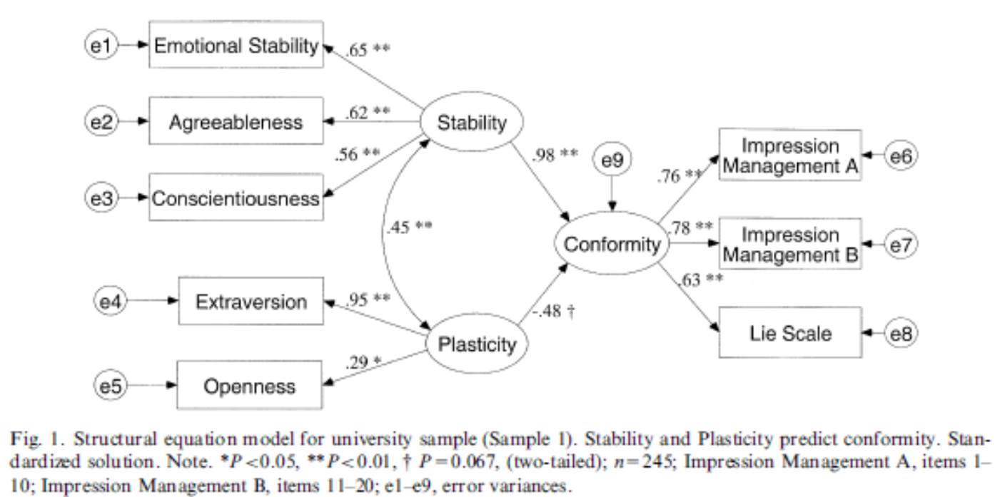 e1
Emotional Stability
.65 **
e2
Agreeableness
.62 **
Stability
e3
Conscientiousness
.56 **
.98 **
e9
.76 **
Impression
Management A
e6
.45 **
Conformity
.78 **
Impression
Management B
e7
.63 **
e4
Extraversion
.95 **
-.48 †
Lie Scale
e8
Plasticity
.29 *
e5
Openness
Fig. 1. Structural equation model for university sample (Sample 1). Stability and Plasticity predict conformity. Stan-
dardized solution. Note. *P<0.05, **P<0.01, † P=0.067, (two-tailed); n=245; Impression Management A, items 1–
10; Impression Management B, items 11–20; e1–e9, error variances.